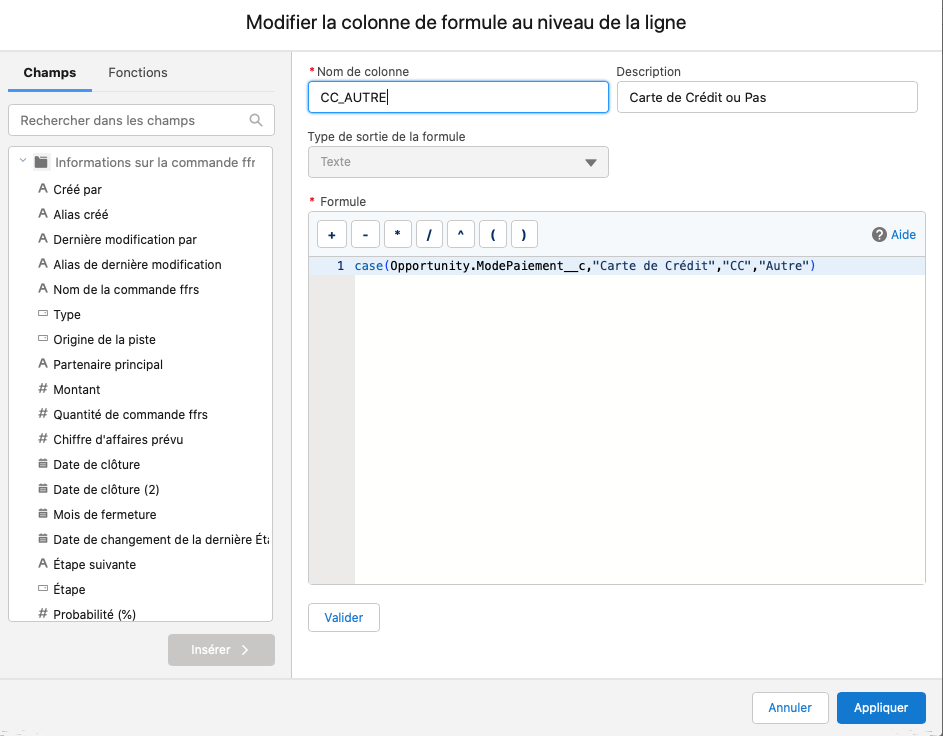 Modifier la colonne de formule au niveau de la ligne
Champs Fonctions
Rechercher dans les champs
Informations sur la commande ffr
Créé par
Alias créé
Dernière modification par
Alias de dernière modification
Nom de la commande ffrs
Type
Origine de la piste
Partenaire principal
Montant
Quantité de commande ffrs
Chiffre d'affaires prévu
Date de clôture
Date de clôture (2)
Mois de fermeture
Date de changement de la dernière Éta
Étape suivante
Étape
Probabilité (%)
Insérer
* Nom de colonne
CC_AUTRE
Description
Carte de Crédit ou Pas
Type de sortie de la formule
Texte
* Formule
+ - * / ^ ( )
Aide
1 case(Opportunity.ModePaiement__c,"Carte de Crédit","CC","Autre")
Valider
Annuler Appliquer